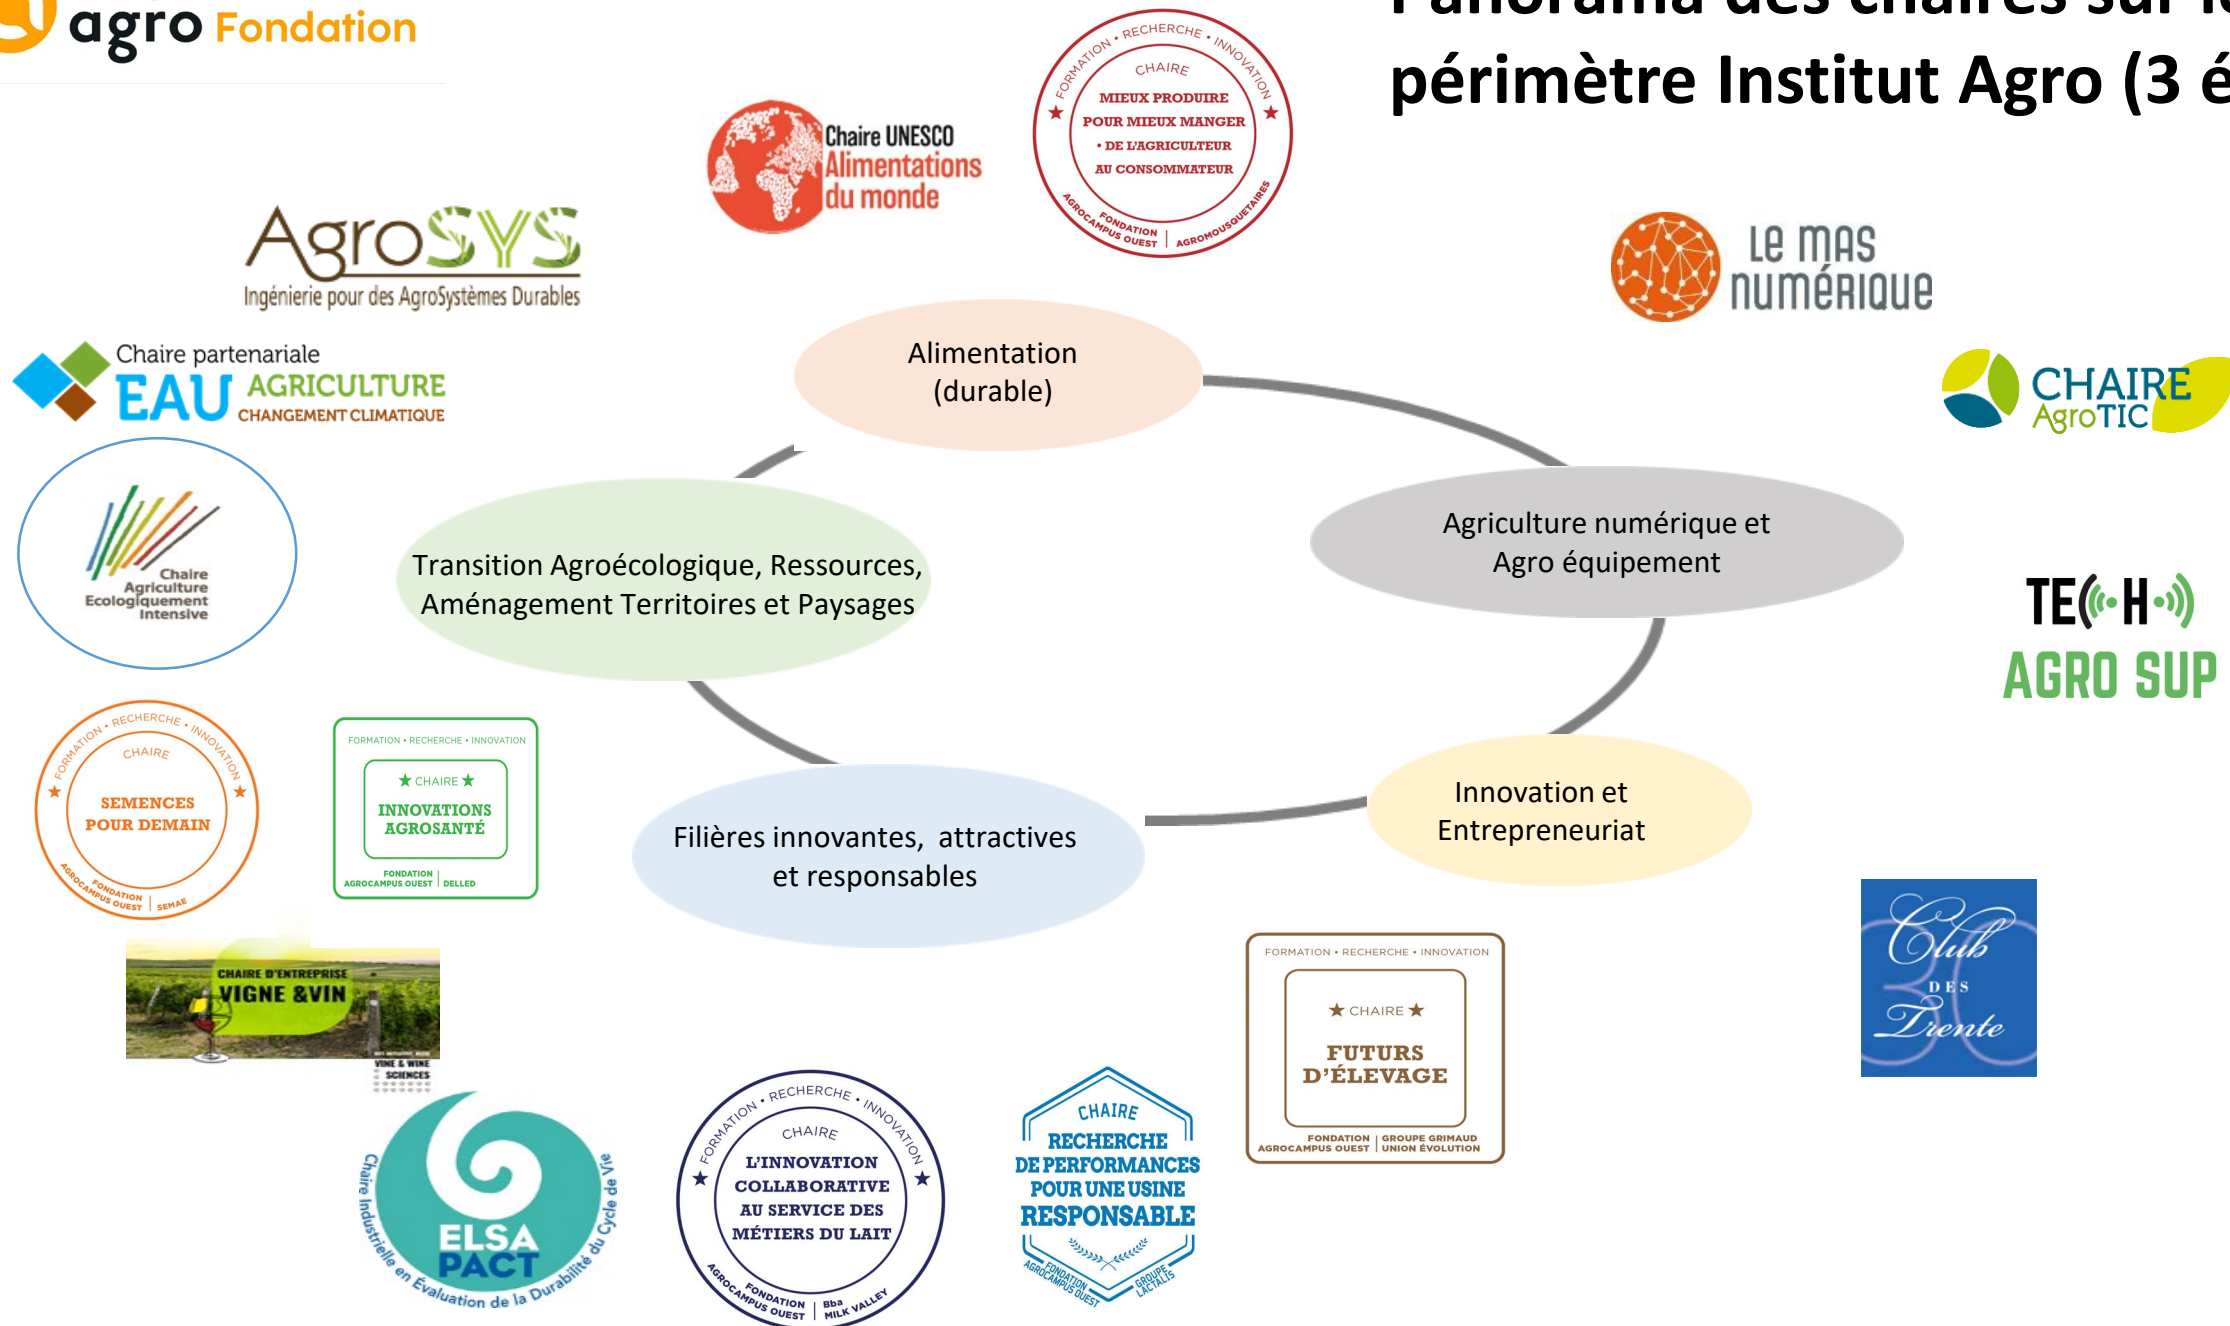 agro Fondation
périmètre Institut Agro (3 é
FORMATION • RECHERCHE • INNOVATION
CHAIRE
MIEUX PRODUIRE
POUR MIEUX MANGER
• DE L'AGRICULTEUR
AU CONSOMMATEUR
FONDATION
AGROCAMPUS OUEST | AGROMOUSQUETAIRES
Chaire UNESCO
Alimentations
du monde
AgroSYS
Ingénierie pour des AgroSystèmes Durables
LE MAS
NUMÉRIQUE
Chaire partenariale
EAU AGRICULTURE
CHANGEMENT CLIMATIQUE
Alimentation
(durable)
CHAIRE
AgroTIC
Chaire
Agriculture
Ecologiquement
Intensive
Transition Agroécologique, Ressources,
Aménagement Territoires et Paysages
Agriculture numérique et
Agro équipement
TECH
AGRO SUP
FORMATION • RECHERCHE • INNOVATION
CHAIRE
SEMENCES
POUR DEMAIN
FONDATION
AGROCAMPUS OUEST | SEMAE
FORMATION • RECHERCHE • INNOVATION
★ CHAIRE ★
INNOVATIONS
AGROSANTÉ
FONDATION
AGROCAMPUS OUEST | DELLED
Filières innovantes, attractives
et responsables
Innovation et
Entrepreneuriat
CHAIRE D'ENTREPRISE
VIGNE &VIN
VINE & WINE
SCIENCES
FORMATION • RECHERCHE • INNOVATION
★ CHAIRE ★
FUTURS
D'ÉLEVAGE
FONDATION | GROUPE GRIMAUD
AGROCAMPUS OUEST | UNION ÉVOLUTION
Club
DES
Trente
30
ELSA
PACT
Chaire Industrielle en Évaluation de la Durabilité du Cycle de Vie
FORMATION • RECHERCHE • INNOVATION
CHAIRE
L'INNOVATION
COLLABORATIVE
AU SERVICE DES
MÉTIERS DU LAIT
FONDATION | Bba
AGROCAMPUS OUEST | MILK VALLEY
CHAIRE
RECHERCHE
DE PERFORMANCES
POUR UNE USINE
RESPONSABLE
FONDATION
AGROCAMPUS OUEST
GROUPE
LACTALIS